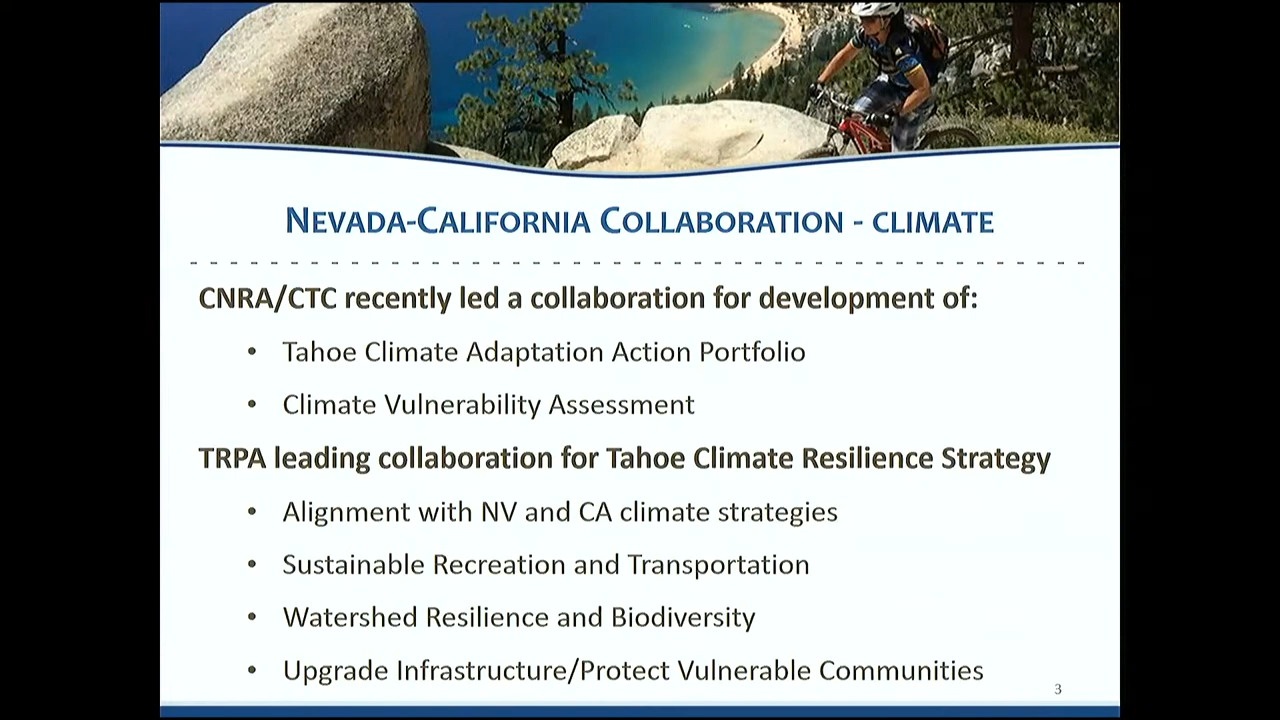 NEVADA-CALIFORNIA COLLABORATION - CLIMATE
CNRA/CTC recently led a collaboration for development of:
• Tahoe Climate Adaptation Action Portfolio
• Climate Vulnerability Assessment
TRPA leading collaboration for Tahoe Climate Resilience Strategy
• Alignment with NV and CA climate strategies
• Sustainable Recreation and Transportation
• Watershed Resilience and Biodiversity
• Upgrade Infrastructure/Protect Vulnerable Communities
3